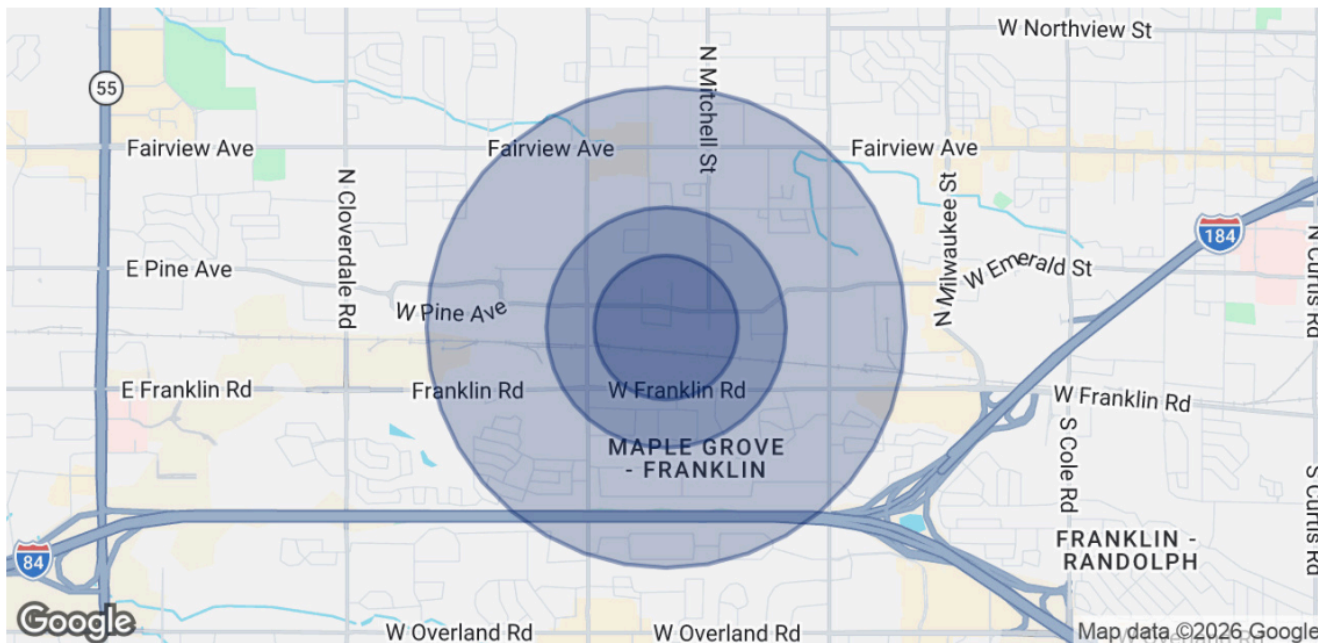 W Northview St
N Mitchell St
55
Fairview Ave
Fairview Ave
Fairview Ave
N Cloverdale Rd
N Milwaukee St
184
N Curtis Rd
E Pine Ave
W Emerald St
W Pine Ave
E Franklin Rd
Franklin Rd
W Franklin Rd
W Franklin Rd
S Cole Rd
MAPLE GROVE
- FRANKLIN
S Curtis Rd
84
FRANKLIN -
RANDOLPH
Google
W Overland Rd
W Overland Rd
Map data ©2026 Google